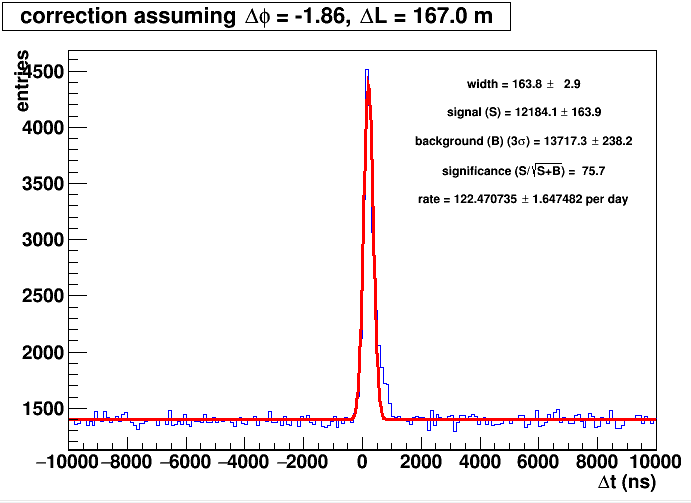 correction assuming Δϕ = -1.86, ΔL = 167.0 m
entries
width = 163.8 ± 2.9
signal (S) = 12184.1 ± 163.9
background (B) (3σ) = 13717.3 ± 238.2
significance (S/√S+B) = 75.7
rate = 122.470735 ± 1.647482 per day
4500
4000
3500
3000
2500
2000
1500
−10000 −8000 −6000 −4000 −2000 0 2000 4000 6000 8000 10000
Δt (ns)